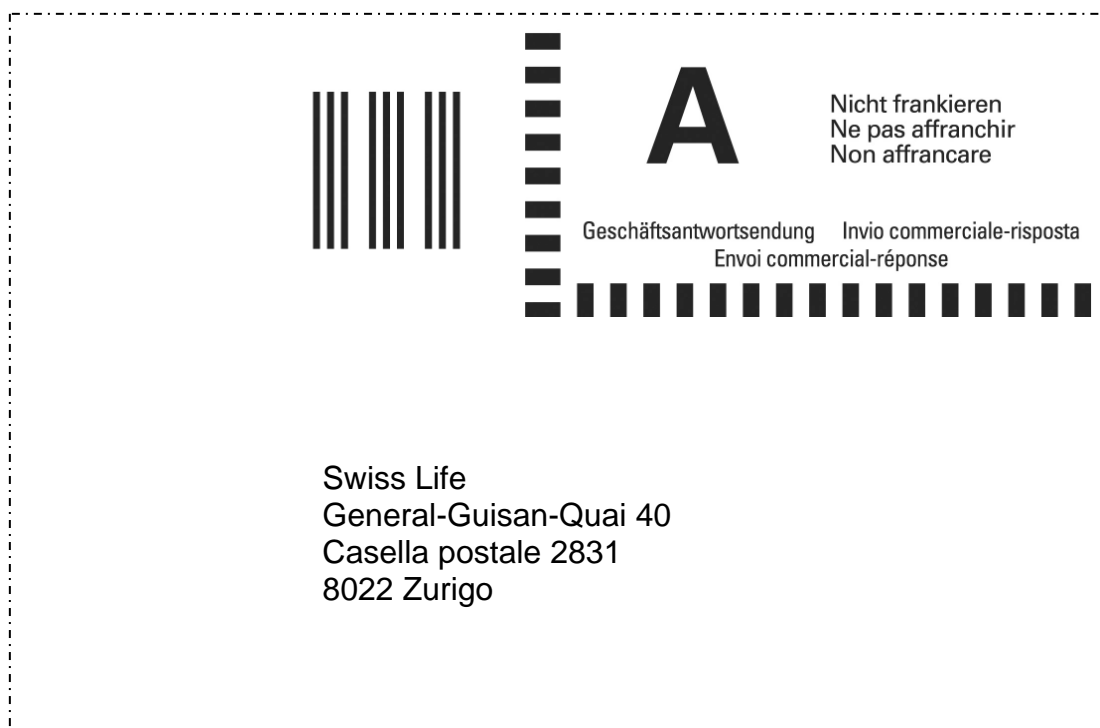 A
Nicht frankieren
Ne pas affranchir
Non affrancare
Geschäftsantwortsendung Invio commerciale-risposta
Envoi commercial-réponse
Swiss Life
General-Guisan-Quai 40
Casella postale 2831
8022 Zurigo